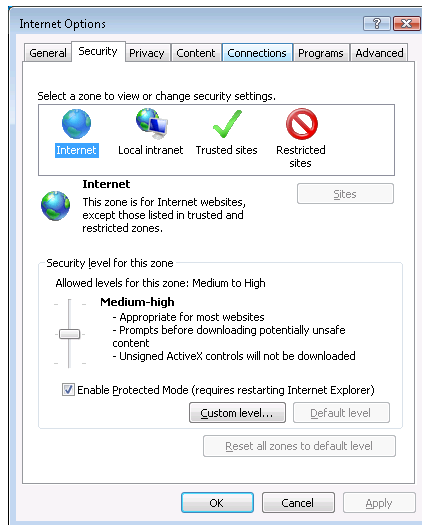 Internet Options
General Security Privacy Content Connections Programs Advanced
Select a zone to view or change security settings.
Internet Local intranet Trusted sites Restricted
sites
Internet
Sites
This zone is for Internet websites,
except those listed in trusted and
restricted zones.
Security level for this zone
Allowed levels for this zone: Medium to High
Medium-high
- Appropriate for most websites
- Prompts before downloading potentially unsafe
content
- Unsigned ActiveX controls will not be downloaded
Enable Protected Mode (requires restarting Internet Explorer)
Custom level... Default level
Reset all zones to default level
OK Cancel Apply